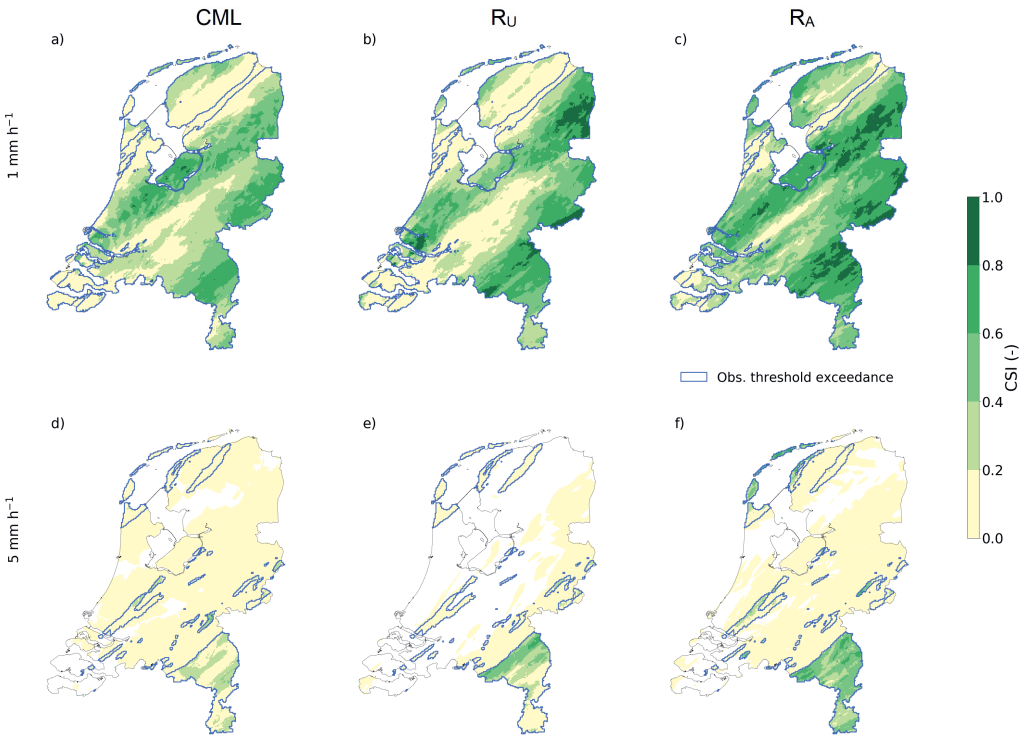 CML
R_U
R_A
a)
b)
c)
1 mm h⁻¹
Obs. threshold exceedance
1.0
0.8
0.6
0.4
0.2
0.0
CSI (-)
d)
e)
f)
5 mm h⁻¹